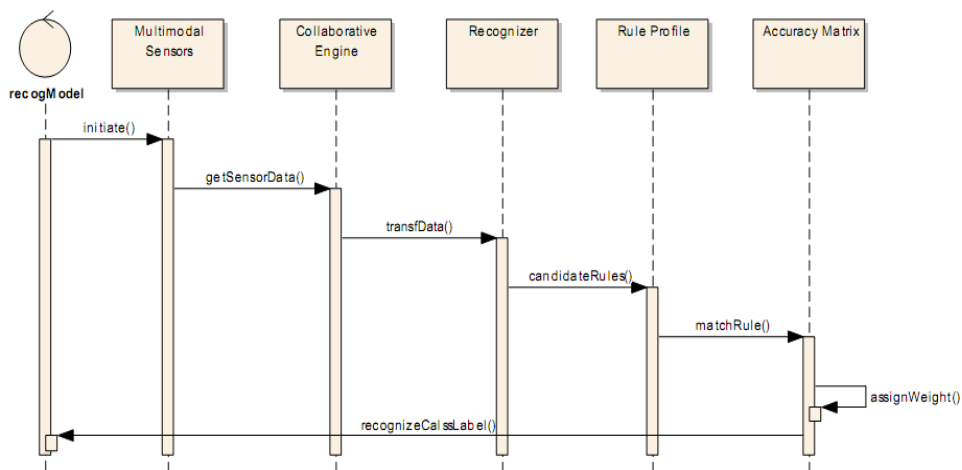 Multimodal
Sensors
Collaborative
Engine
Recognizer
Rule Profile
Accuracy Matrix
recogModel
initiate()
getSensorData()
transfData()
candidateRules()
matchRule()
assignWeight()
recognizeCalssLabel()